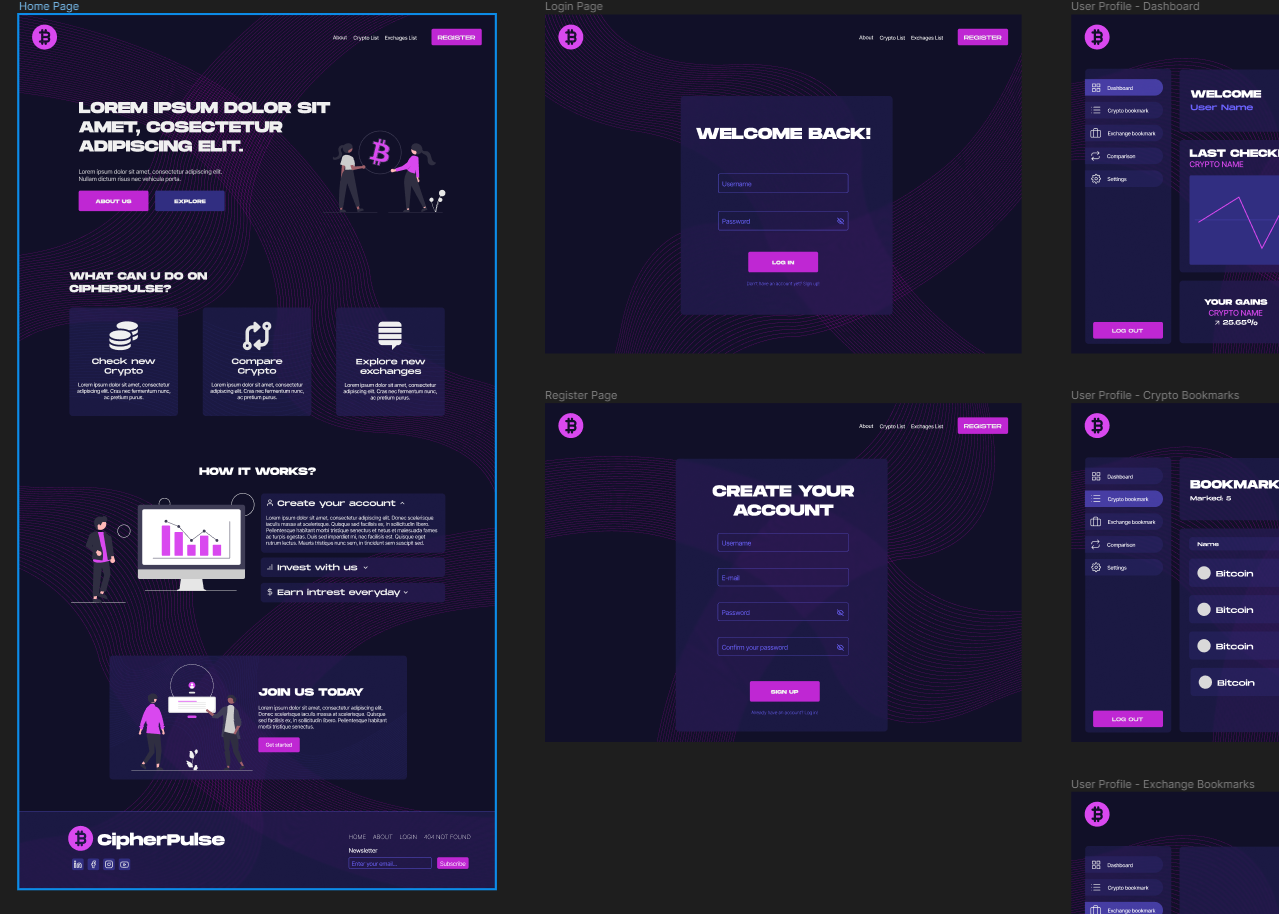 Home Page
About Crypto List Exchages List REGISTER
LOREM IPSUM DOLOR SIT
AMET, COSECTETUR
ADIPISCING ELIT.
Lorem ipsum dolor sit amet, consectetur adipiscing elit.
Nullam dictum risus nec vehicula porta.
ABOUT US EXPLORE
WHAT CAN U DO ON
CIPHERPULSE?
Check new
Crypto
Lorem ipsum dolor sit amet, consectetur
adipiscing elit. Cras nec fermentum nunc,
ac pretium purus.
Compare
Crypto
Lorem ipsum dolor sit amet, consectetur
adipiscing elit. Cras nec fermentum nunc,
ac pretium purus.
Explore new
exchanges
Lorem ipsum dolor sit amet, consectetur
adipiscing elit. Cras nec fermentum nunc,
ac pretium purus.
HOW IT WORKS?
Create your account
Lorem ipsum dolor sit amet, consectetur adipiscing elit. Donec scelerisque
iaculis massa at scelerisque. Quisque sed facilisis ex, in sollicitudin libero.
Pellentesque habitant morbi tristique senectus et netus et malesuada fames
ac turpis egestas. Duis sed imperdiet mi, nec facilisis est. Quisque eget
rutrum lectus. Mauris tristique nunc sem, in tincidunt sem suscipit sed.
Invest with us
Earn intrest everyday
JOIN US TODAY
Lorem ipsum dolor sit amet, consectetur adipiscing elit.
Donec scelerisque iaculis massa at scelerisque. Quisque
sed facilisis ex, in sollicitudin libero. Pellentesque habitant
morbi tristique senectus.
Get started
CipherPulse
HOME ABOUT LOGIN 404 NOT FOUND
Newsletter
Enter your email... Subscribe
Login Page
About Crypto List Exchages List REGISTER
WELCOME BACK!
Username
Password
LOG IN
Don't have an account yet? Sign up!
Register Page
About Crypto List Exchages List REGISTER
CREATE YOUR
ACCOUNT
Username
E-mail
Password
Confirm your password
SIGN UP
Already have an account? Log in!
User Profile - Dashboard
Dashboard
Crypto bookmark
Exchange bookmark
Comparison
Settings
LOG OUT
WELCOME
User Name
LAST CHECK
CRYPTO NAME
YOUR GAINS
CRYPTO NAME
25.65%
User Profile - Crypto Bookmarks
Dashboard
Crypto bookmark
Exchange bookmark
Comparison
Settings
LOG OUT
BOOKMARK
Marked: 5
Name
Bitcoin
Bitcoin
Bitcoin
Bitcoin
User Profile - Exchange Bookmarks
Dashboard
Crypto bookmark
Exchange bookmark